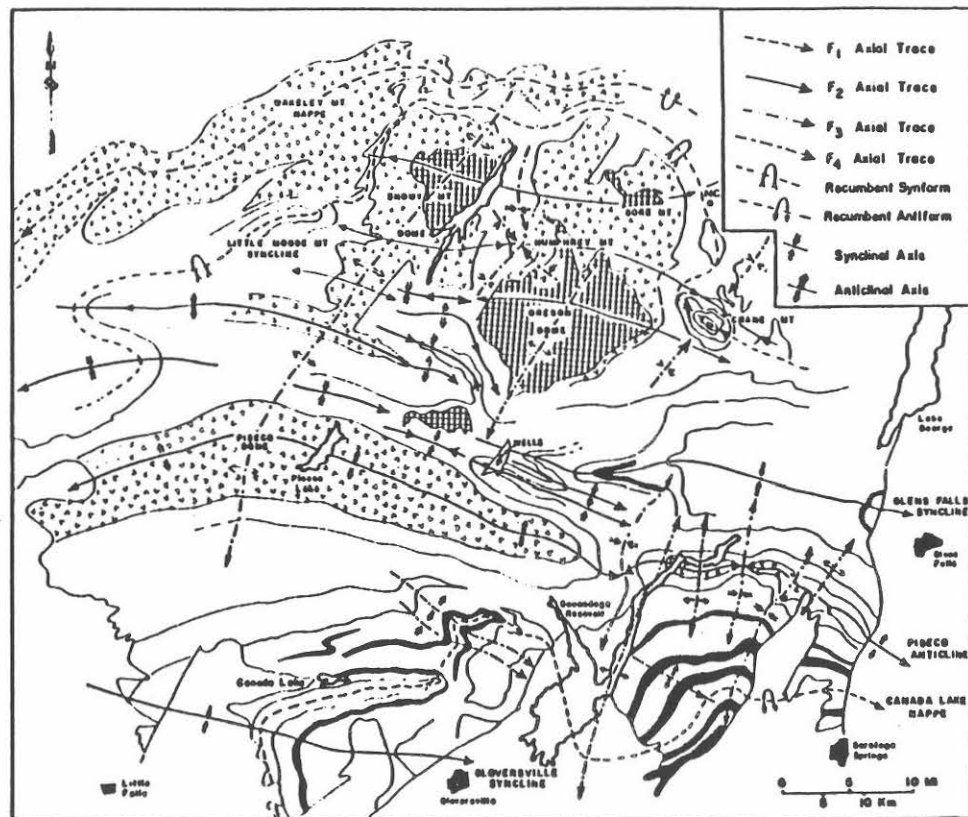 N
F1 Axial Trace
F2 Axial Trace
F3 Axial Trace
F4 Axial Trace
Recumbent Synform
Recumbent Antiform
Synclinal Axis
Anticlinal Axis
WAKELEY MT
NAPPE
SNOWY MT
DOME
GORE MT
LITTLE MOOSE MT
SYNCLINE
HUMPHREY MT
OREGON
DOME
CRANE MT
Lake
George
PISECO
DOME
Piseco
Lake
WELLS
GLENS FALLS
SYNCLINE
Glens
Falls
Sacandaga
Reservoir
PISECO
ANTICLINE
Canada Lake
CANADA LAKE
NAPPE
Little
Falls
GLOVERSVILLE
SYNCLINE
Gloversville
Saratoga
Springs
0 5 10 Mi
5 10 Km